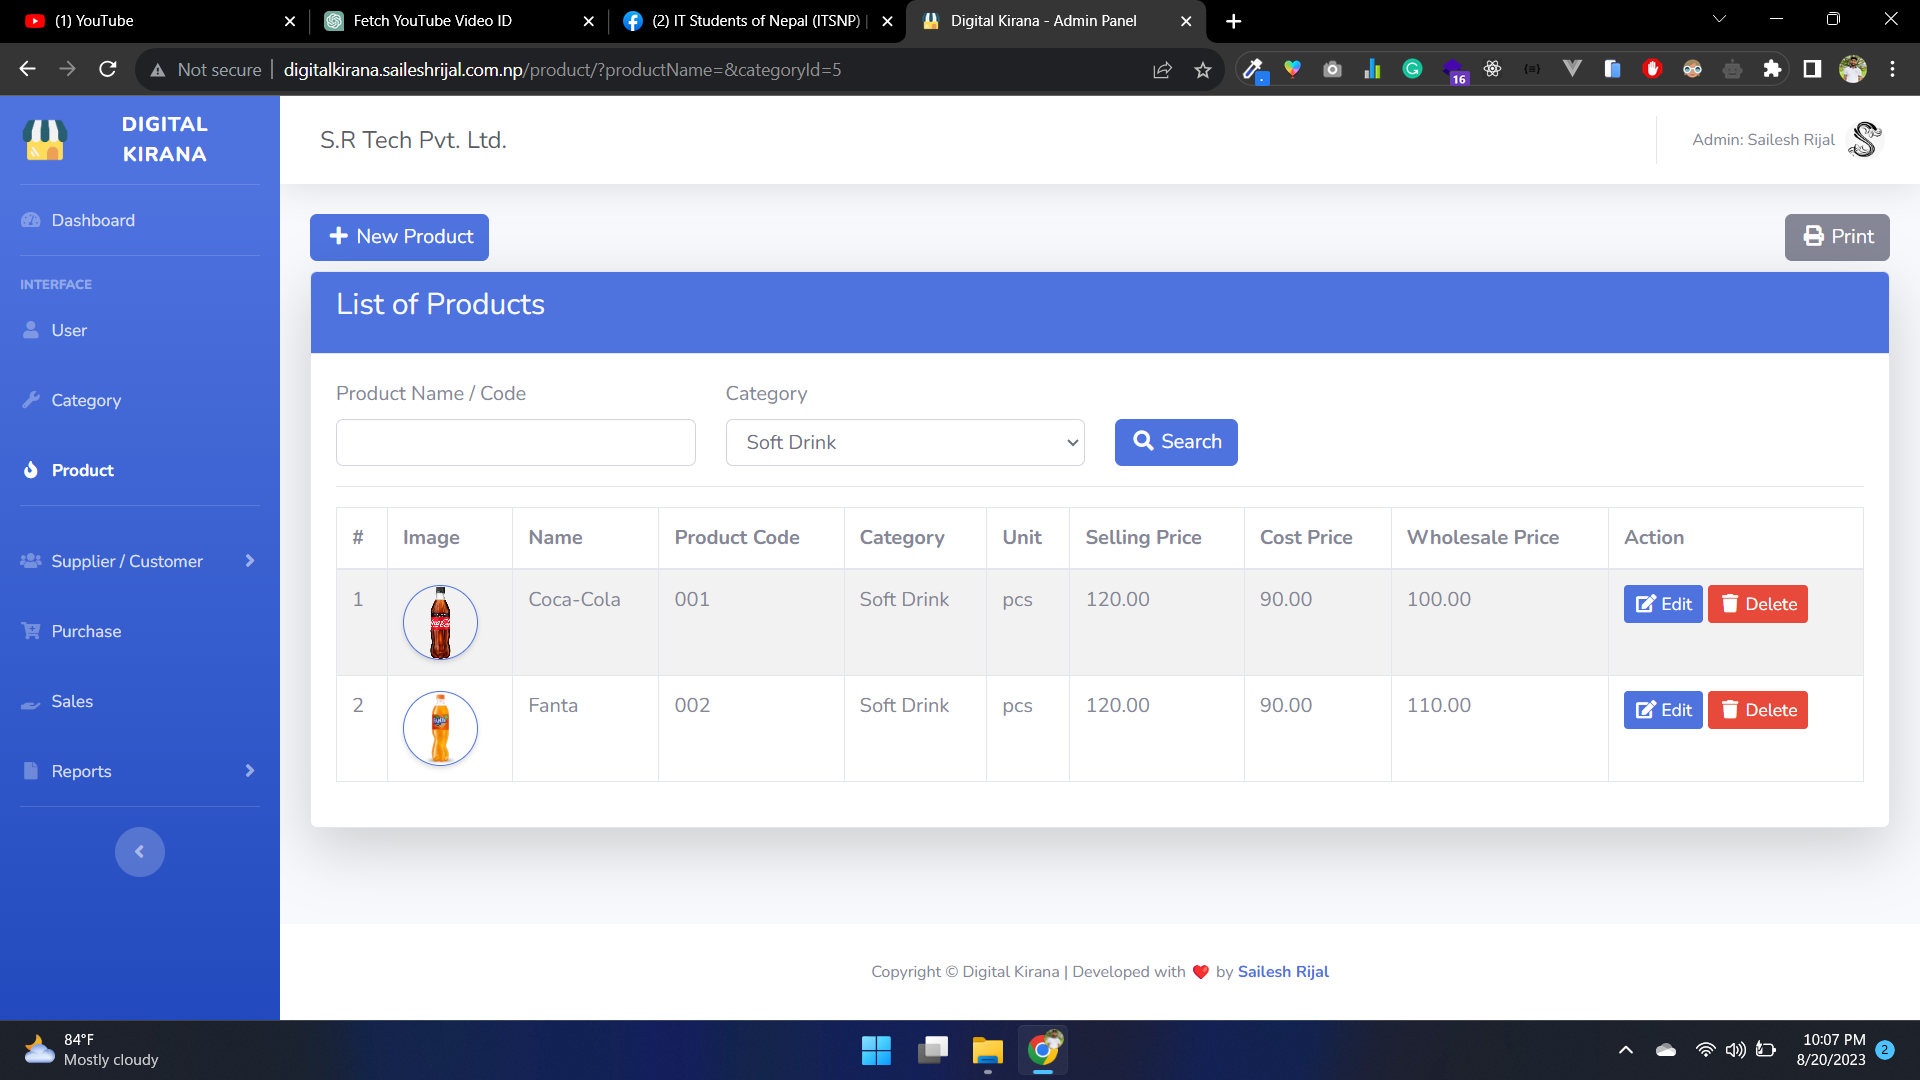 (1) YouTube
Fetch YouTube Video ID
(2) IT Students of Nepal (ITSNP) |
Digital Kirana - Admin Panel
Not secure
digitalkirana.saileshrijal.com.np/product/?productName=&categoryId=5
16
DIGITAL
KIRANA
S.R Tech Pvt. Ltd.
Admin: Sailesh Rijal
Dashboard
INTERFACE
User
Category
Product
Supplier / Customer
Purchase
Sales
Reports
New Product
Print
List of Products
Product Name / Code
Category
Soft Drink
Search
# Image Name Product Code Category Unit Selling Price Cost Price Wholesale Price Action
1 Coca-Cola 001 Soft Drink pcs 120.00 90.00 100.00 Edit Delete
2 Fanta 002 Soft Drink pcs 120.00 90.00 110.00 Edit Delete
Copyright © Digital Kirana | Developed with ❤ by Sailesh Rijal
84°F
Mostly cloudy
10:07 PM
8/20/2023
2